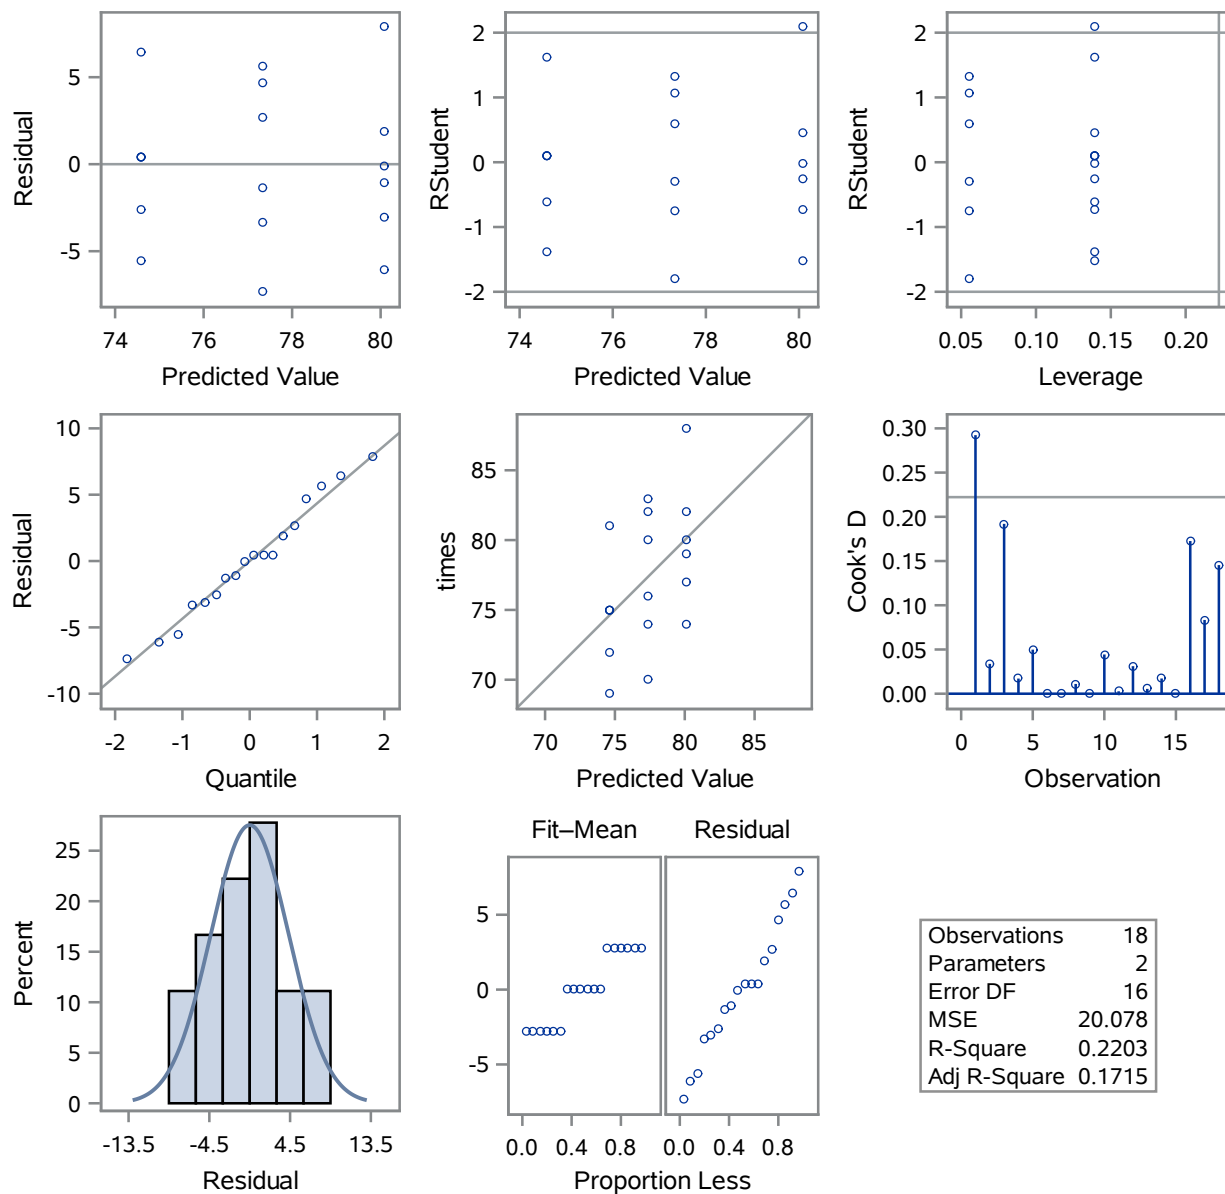 Residual
5
0
-5
74 76 78 80
Predicted Value
RStudent
2
1
0
-1
-2
74 76 78 80
Predicted Value
RStudent
2
1
0
-1
-2
0.05 0.10 0.15 0.20
Leverage
Residual
10
5
0
-5
-10
-2 -1 0 1 2
Quantile
times
85
80
75
70
70 75 80 85
Predicted Value
Cook's D
0.30
0.25
0.20
0.15
0.10
0.05
0.00
0 5 10 15
Observation
Percent
25
20
15
10
5
0
-13.5 -4.5 4.5 13.5
Residual
Fit–Mean Residual
5
0
-5
0.0 0.4 0.8 0.0 0.4 0.8
Proportion Less
Observations 18
Parameters 2
Error DF 16
MSE 20.078
R-Square 0.2203
Adj R-Square 0.1715